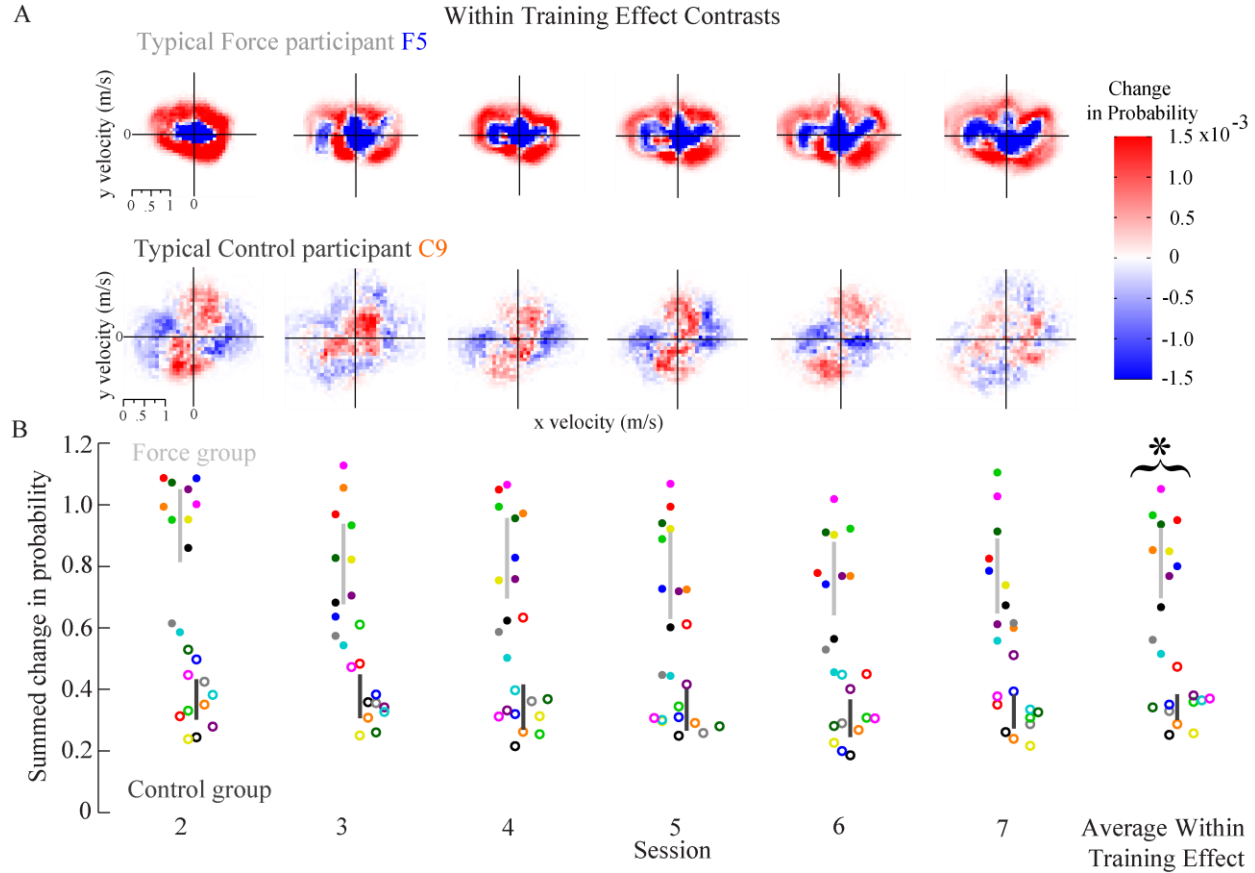 A
Within Training Effect Contrasts
Typical Force participant F5
y velocity (m/s)
0
0 .5 1
0
Change
in Probability
1.5 x10⁻³
1.0
0.5
0
-0.5
-1.0
-1.5
Typical Control participant C9
y velocity (m/s)
0
0 .5 1
0
x velocity (m/s)
B
Summed change in probability
1.2
1.0
0.8
0.6
0.4
0.2
0
Force group
*
Control group
2 3 4 5 6 7
Session
Average Within
Training Effect